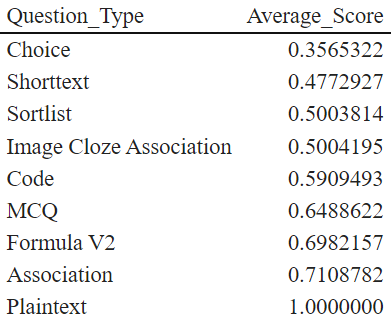 Question_Type Average_Score
Choice 0.3565322
Shorttext 0.4772927
Sortlist 0.5003814
Image Cloze Association 0.5004195
Code 0.5909493
MCQ 0.6488622
Formula V2 0.6982157
Association 0.7108782
Plaintext 1.0000000